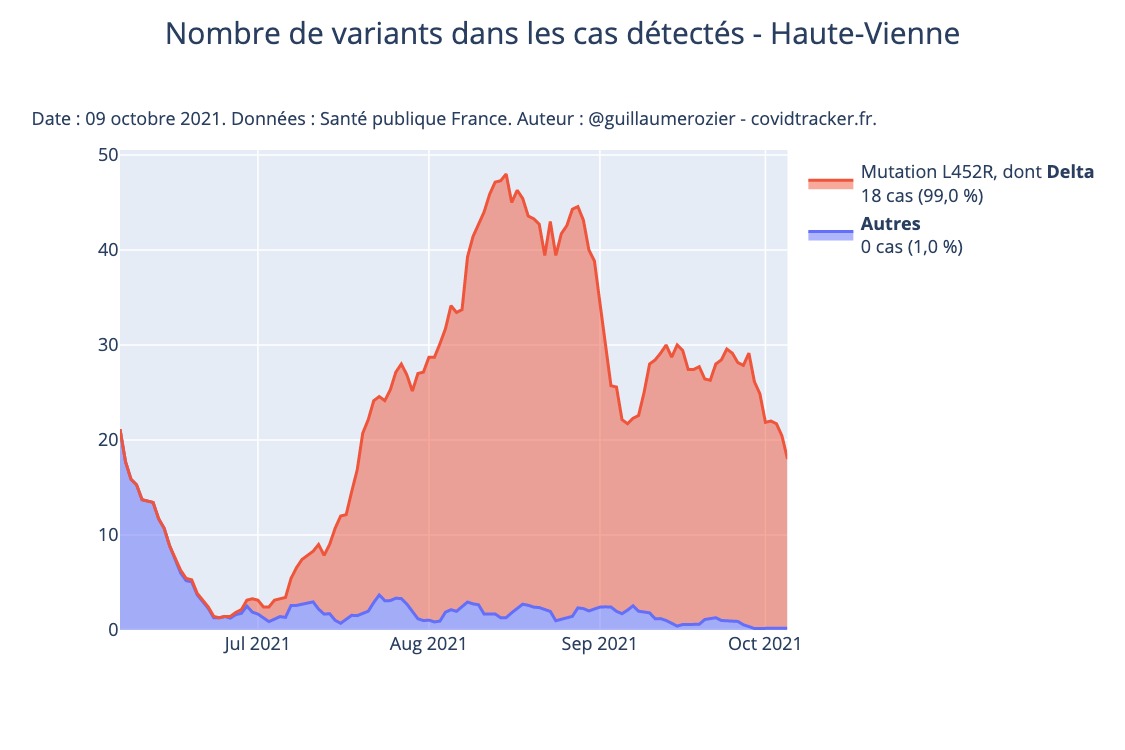 Nombre de variants dans les cas détectés - Haute-Vienne
Date : 09 octobre 2021. Données : Santé publique France. Auteur : @guillaumerozier - covidtracker.fr.
50
40
30
20
10
0
Jul 2021
Aug 2021
Sep 2021
Oct 2021
Mutation L452R, dont Delta
18 cas (99,0 %)
Autres
0 cas (1,0 %)